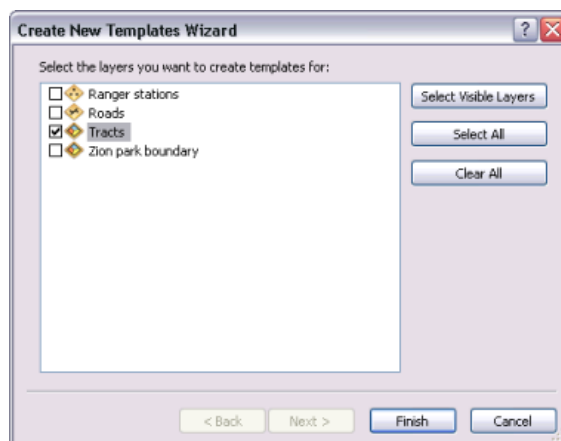 Create New Templates Wizard
Select the layers you want to create templates for:
Ranger stations
Roads
Tracts
Zion park boundary
Select Visible Layers
Select All
Clear All
< Back
Next >
Finish
Cancel